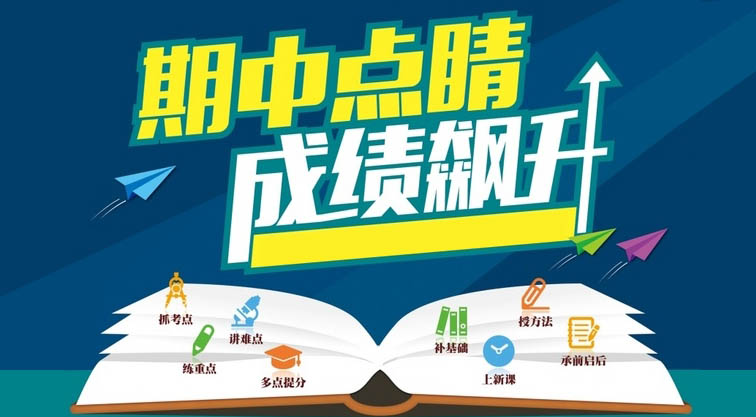 期中点睛
成绩飙升
抓考点
讲难点
练重点
多点提分
补基础
授方法
上新课
承前启后